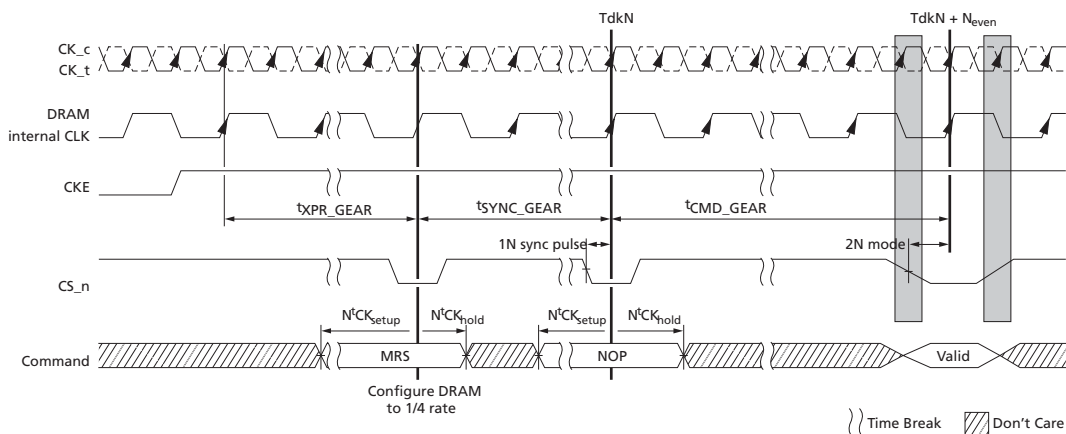 TdkN
TdkN + Neven
CK_c
CK_t
DRAM
internal CLK
CKE
tXPR_GEAR
tSYNC_GEAR
tCMD_GEAR
1N sync pulse
2N mode
CS_n
NtCKsetup
NtCKhold
NtCKsetup
NtCKhold
Command
MRS
NOP
Valid
Configure DRAM
to 1/4 rate
Time Break
Don't Care